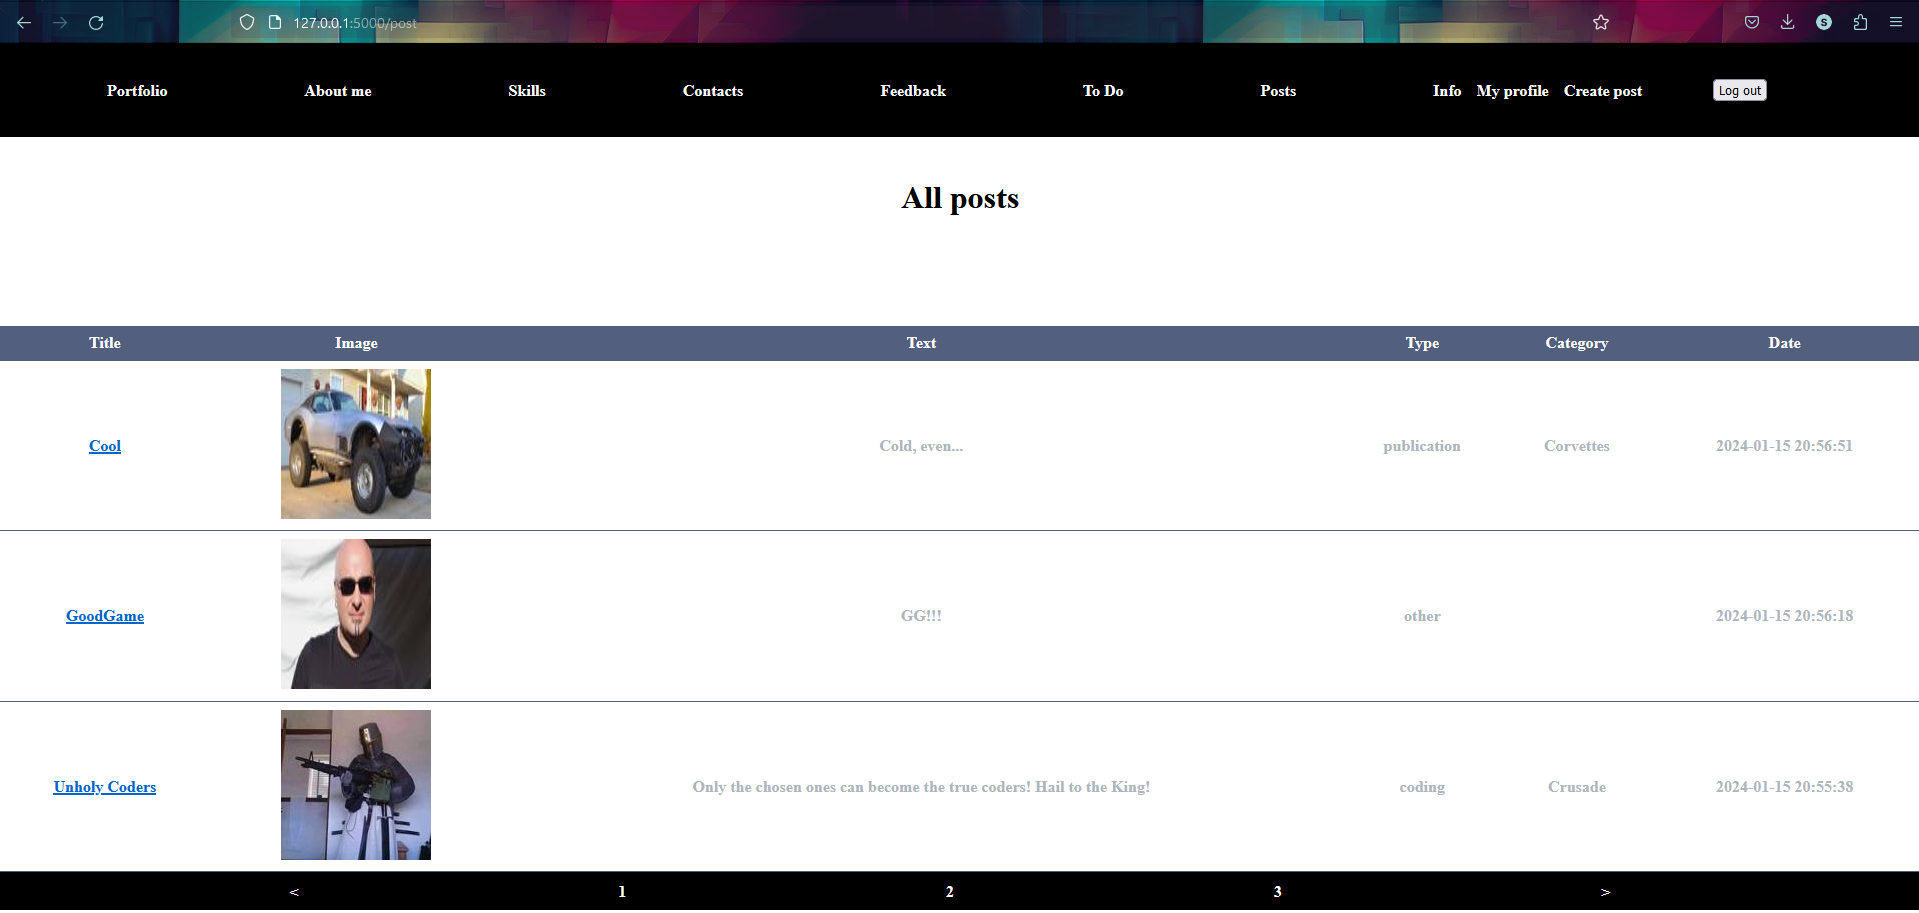 127.0.0.1:5000/post
S
Portfolio About me Skills Contacts Feedback To Do Posts Info My profile Create post Log out
All posts
Title Image Text Type Category Date
Cool Cold, even... publication Corvettes 2024-01-15 20:56:51
GoodGame GG!!! other 2024-01-15 20:56:18
Unholy Coders Only the chosen ones can become the true coders! Hail to the King! coding Crusade 2024-01-15 20:55:38
< 1 2 3 >